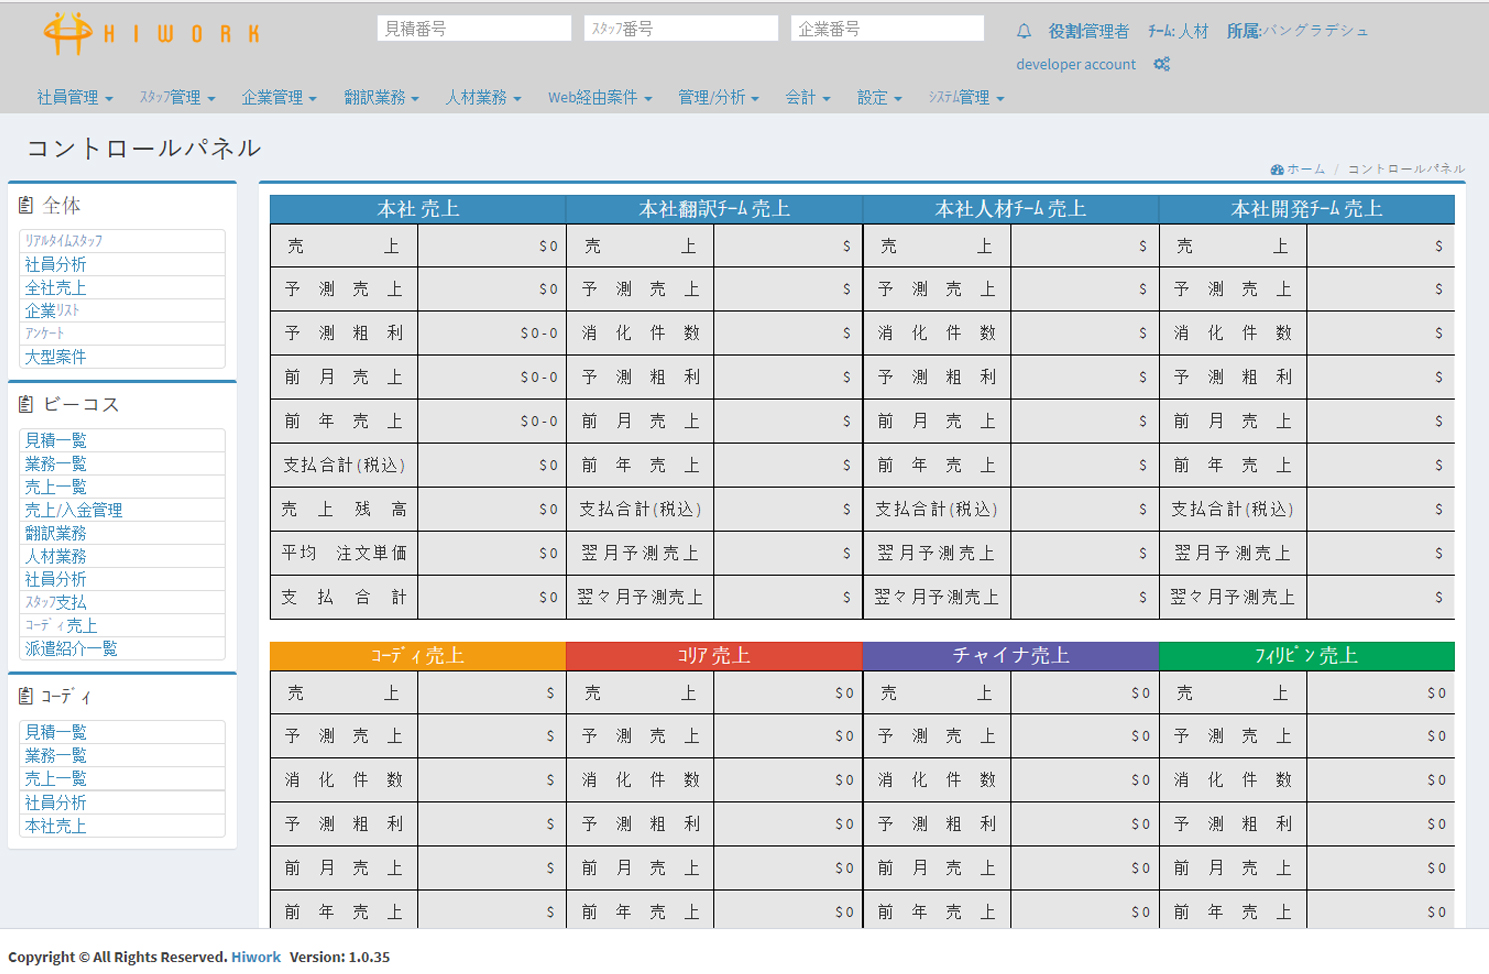 HIWORK
見積番号 ｽﾀｯﾌ番号 企業番号
役割:管理者 ﾁｰﾑ: 人材 所属:バングラデシュ
developer account
社員管理 ｽﾀｯﾌ管理 企業管理 翻訳業務 人材業務 Web経由案件 管理/分析 会計 設定 ｼｽﾃﾑ管理
コントロールパネル
ホーム / コントロールパネル
全体
ﾘｱﾙﾀｲﾑｽﾀｯﾌ
社員分析
全社売上
企業ﾘｽﾄ
ｱﾝｹｰﾄ
大型案件
ビーコス
見積一覧
業務一覧
売上一覧
売上/入金管理
翻訳業務
人材業務
社員分析
ｽﾀｯﾌ支払
ｺｰﾃﾞｨ売上
派遣紹介一覧
ｺｰﾃﾞｨ
見積一覧
業務一覧
売上一覧
社員分析
本社売上
本社 売上 本社翻訳ﾁｰﾑ 売上 本社人材ﾁｰﾑ 売上 本社開発ﾁｰﾑ 売上
売 上 $0 売 上 $ 売 上 $ 売 上 $
予 測 売 上 $0 予 測 売 上 $ 予 測 売 上 $ 予 測 売 上 $
予 測 粗 利 $0-0 消 化 件 数 $ 消 化 件 数 $ 消 化 件 数 $
前 月 売 上 $0-0 予 測 粗 利 $ 予 測 粗 利 $ 予 測 粗 利 $
前 年 売 上 $0-0 前 月 売 上 $ 前 月 売 上 $ 前 月 売 上 $
支払合計(税込) $0 前 年 売 上 $ 前 年 売 上 $ 前 年 売 上 $
売 上 残 高 $0 支払合計(税込) $ 支払合計(税込) $ 支払合計(税込) $
平均 注文単価 $0 翌月予測売上 $ 翌月予測売上 $ 翌月予測売上 $
支 払 合 計 $0 翌々月予測売上 $ 翌々月予測売上 $ 翌々月予測売上 $
ｺｰﾃﾞｨ 売上 ｺﾘｱ 売上 チャイナ売上 ﾌｨﾘﾋﾟﾝ 売上
売 上 $ 売 上 $0 売 上 $0 売 上 $0
予 測 売 上 $ 予 測 売 上 $0 予 測 売 上 $0 予 測 売 上 $0
消 化 件 数 $ 消 化 件 数 $0 消 化 件 数 $0 消 化 件 数 $0
予 測 粗 利 $ 予 測 粗 利 $0 予 測 粗 利 $0 予 測 粗 利 $0
前 月 売 上 $ 前 月 売 上 $0 前 月 売 上 $0 前 月 売 上 $0
前 年 売 上 $ 前 年 売 上 $0 前 年 売 上 $0 前 年 売 上 $0
Copyright © All Rights Reserved. Hiwork Version: 1.0.35